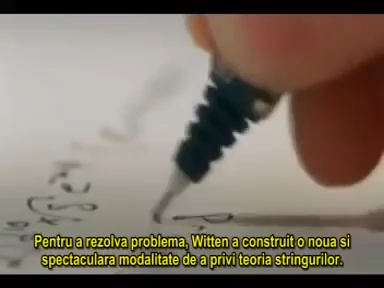 Pentru a rezolva problema, Witten a construit o noua si
spectaculara modalitate de a privi teoria stringurilor.